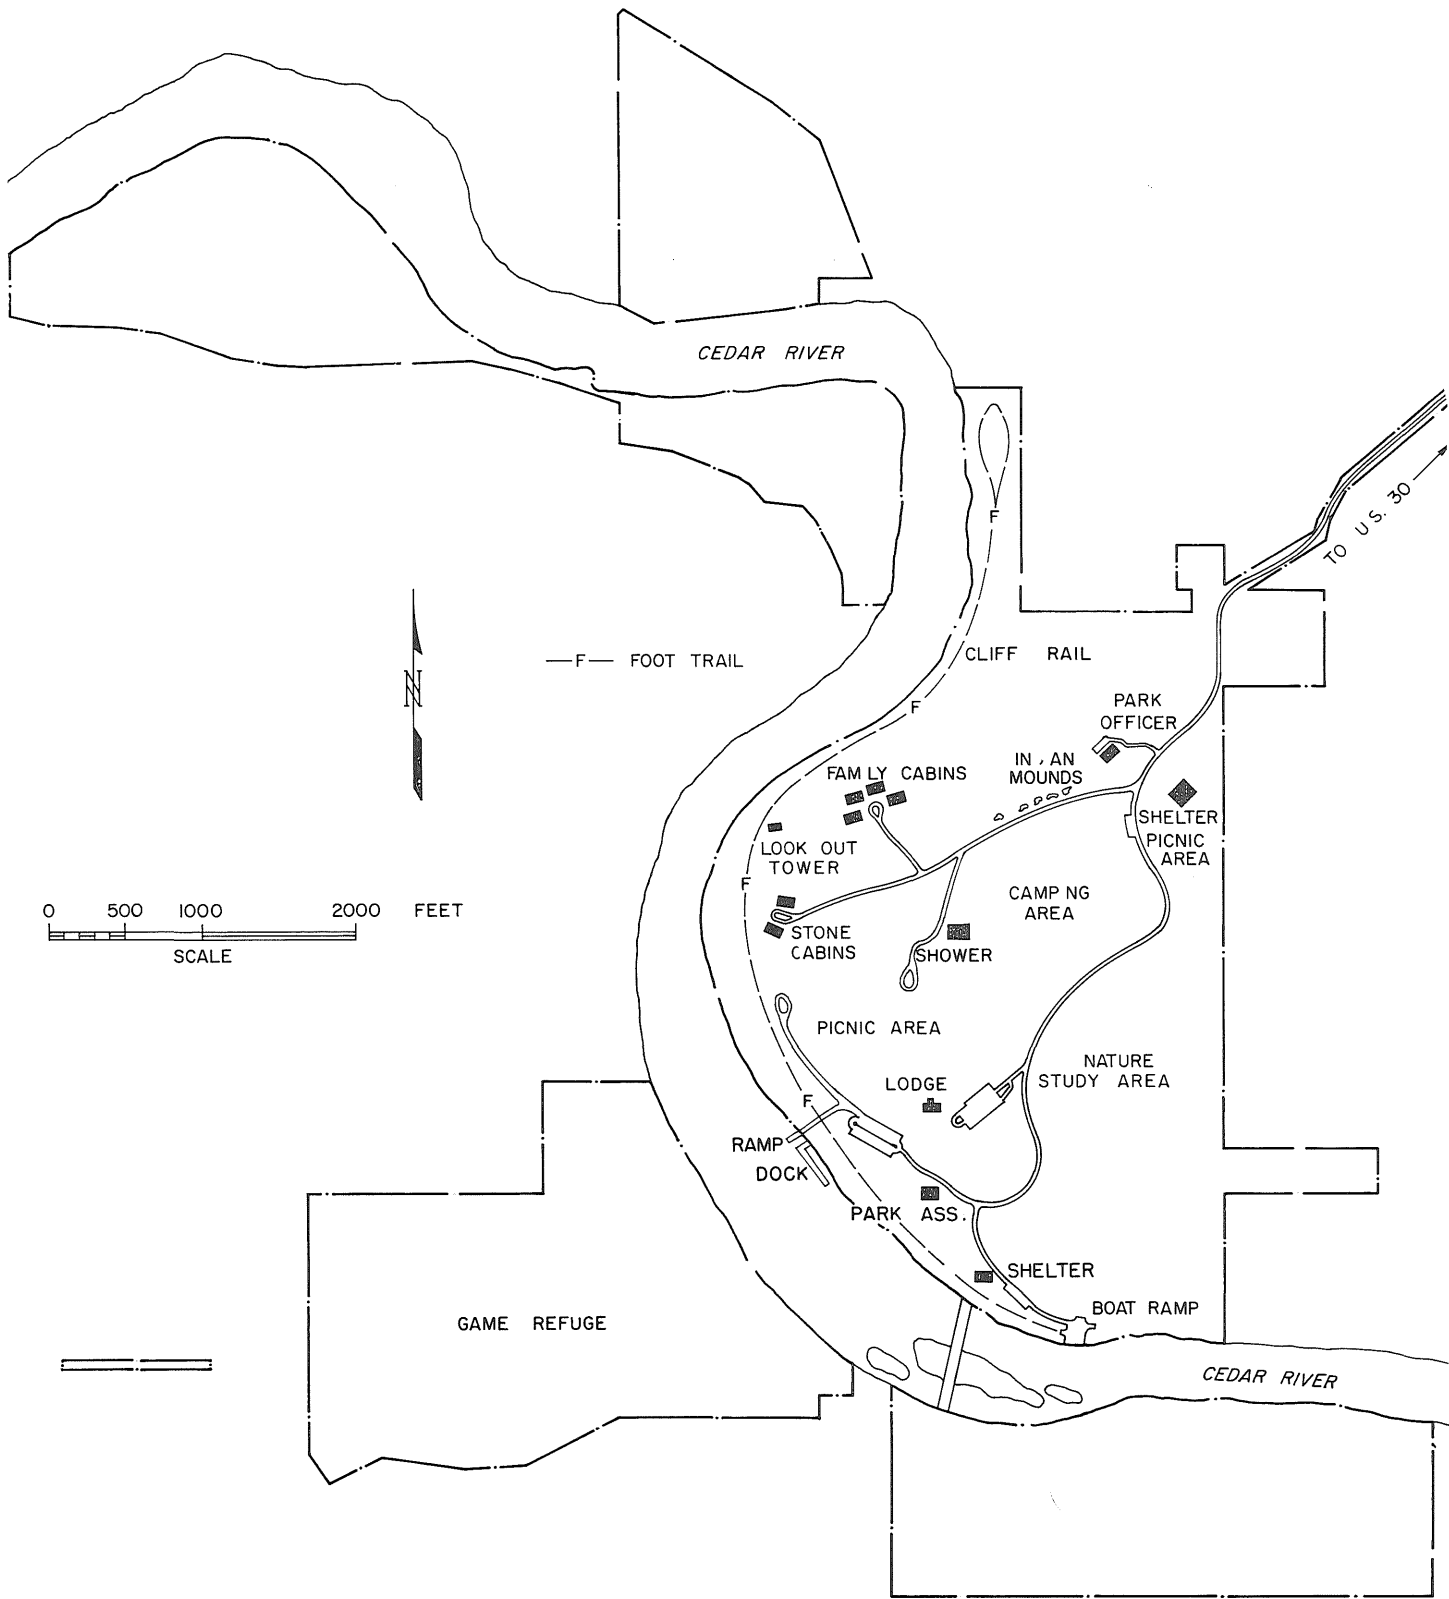 CEDAR RIVER
F
TO U.S. 30
—F— FOOT TRAIL
CLIFF RAIL
N
F
PARK
OFFICER
IN , AN
MOUNDS
FAM LY CABINS
SHELTER
PICNIC
AREA
LOOK OUT
TOWER
F
CAMP NG
AREA
0 500 1000 2000 FEET
SCALE
STONE
CABINS
SHOWER
PICNIC AREA
NATURE
STUDY AREA
LODGE
F
RAMP
DOCK
PARK ASS.
SHELTER
BOAT RAMP
GAME REFUGE
CEDAR RIVER